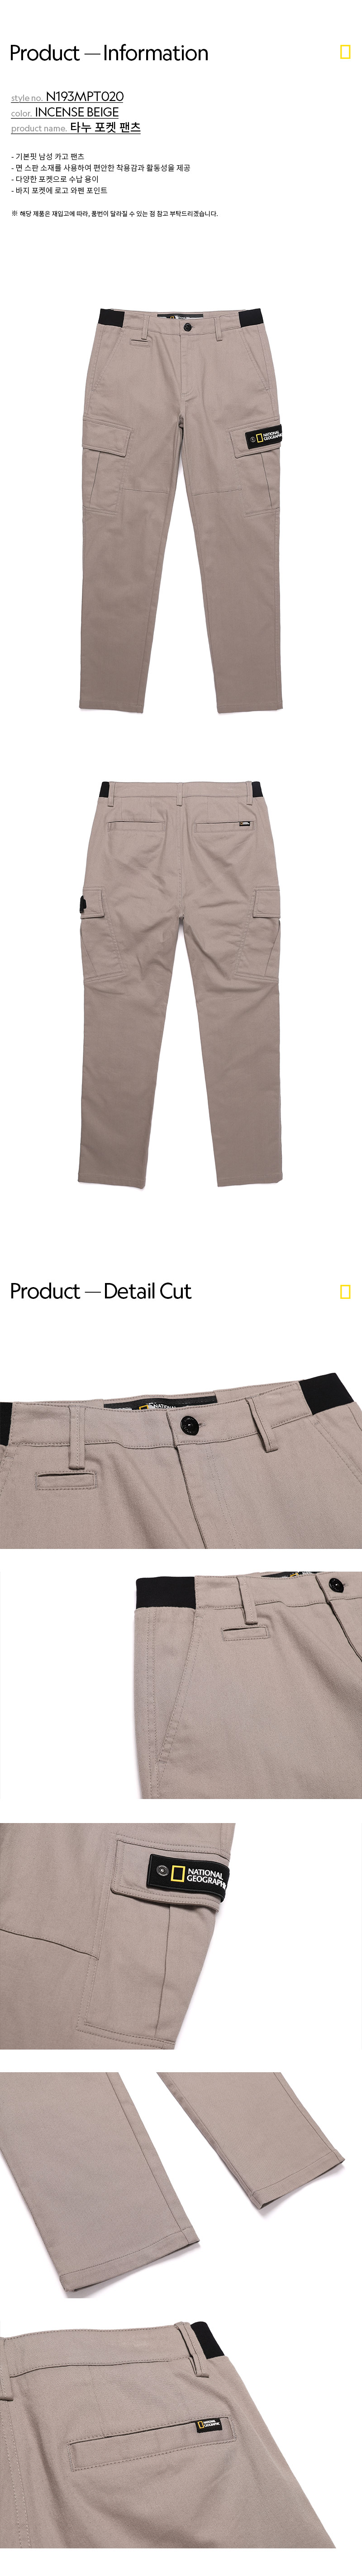 Product — Information
style no. N193MPT020
color. INCENSE BEIGE
product name. 타누 포켓 팬츠
- 기본핏 남성 카고 팬츠
- 면 스판 소재를 사용하여 편안한 착용감과 활동성을 제공
- 다양한 포켓으로 수납 용이
- 바지 포켓에 로고 와펜 포인트
※ 해당 제품은 재입고에 따라, 품번이 달라질 수 있는 점 참고 부탁드리겠습니다.
NATIONAL
GEOGRAPHIC
Product — Detail Cut
NATIONAL
GEOGRAPHIC
NATIONAL
GEOGRAPHIC